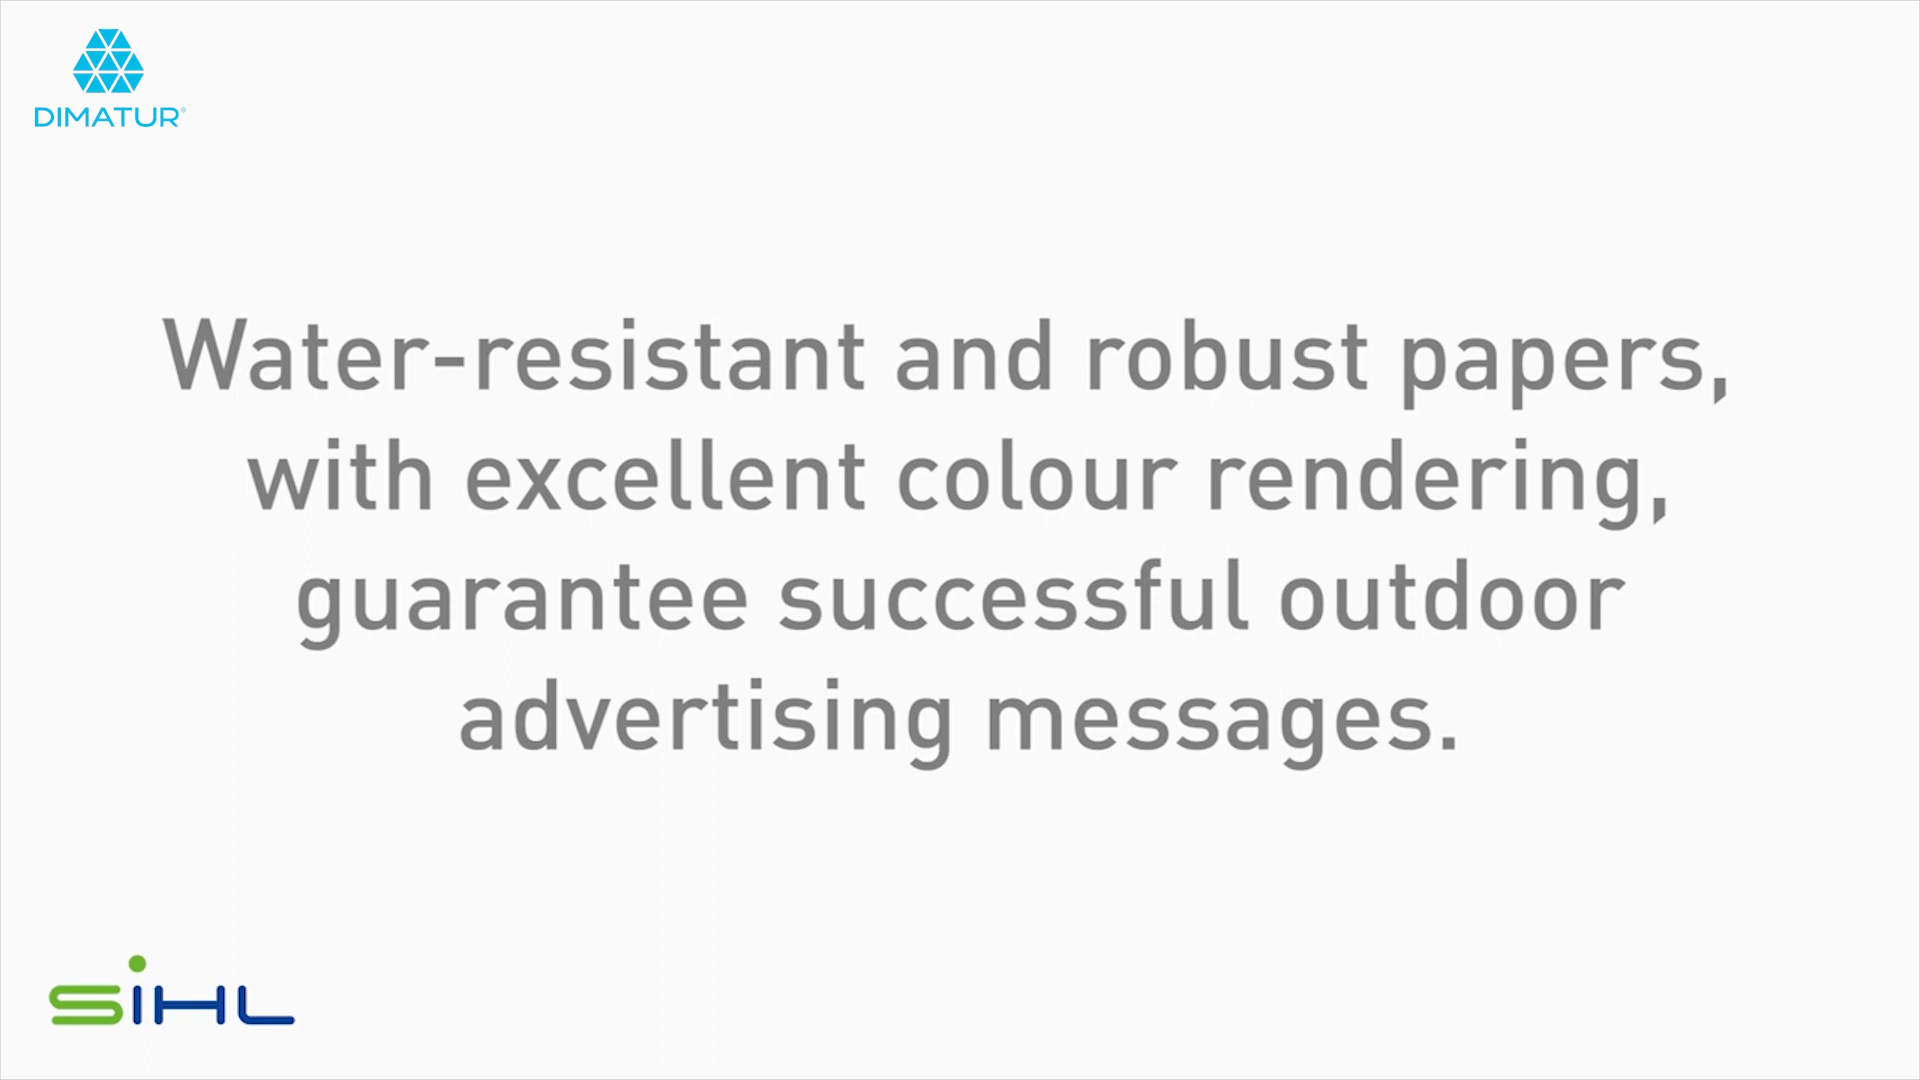 DIMATUR®
Water-resistant and robust papers,
with excellent colour rendering,
guarantee successful outdoor
advertising messages.
SiHL